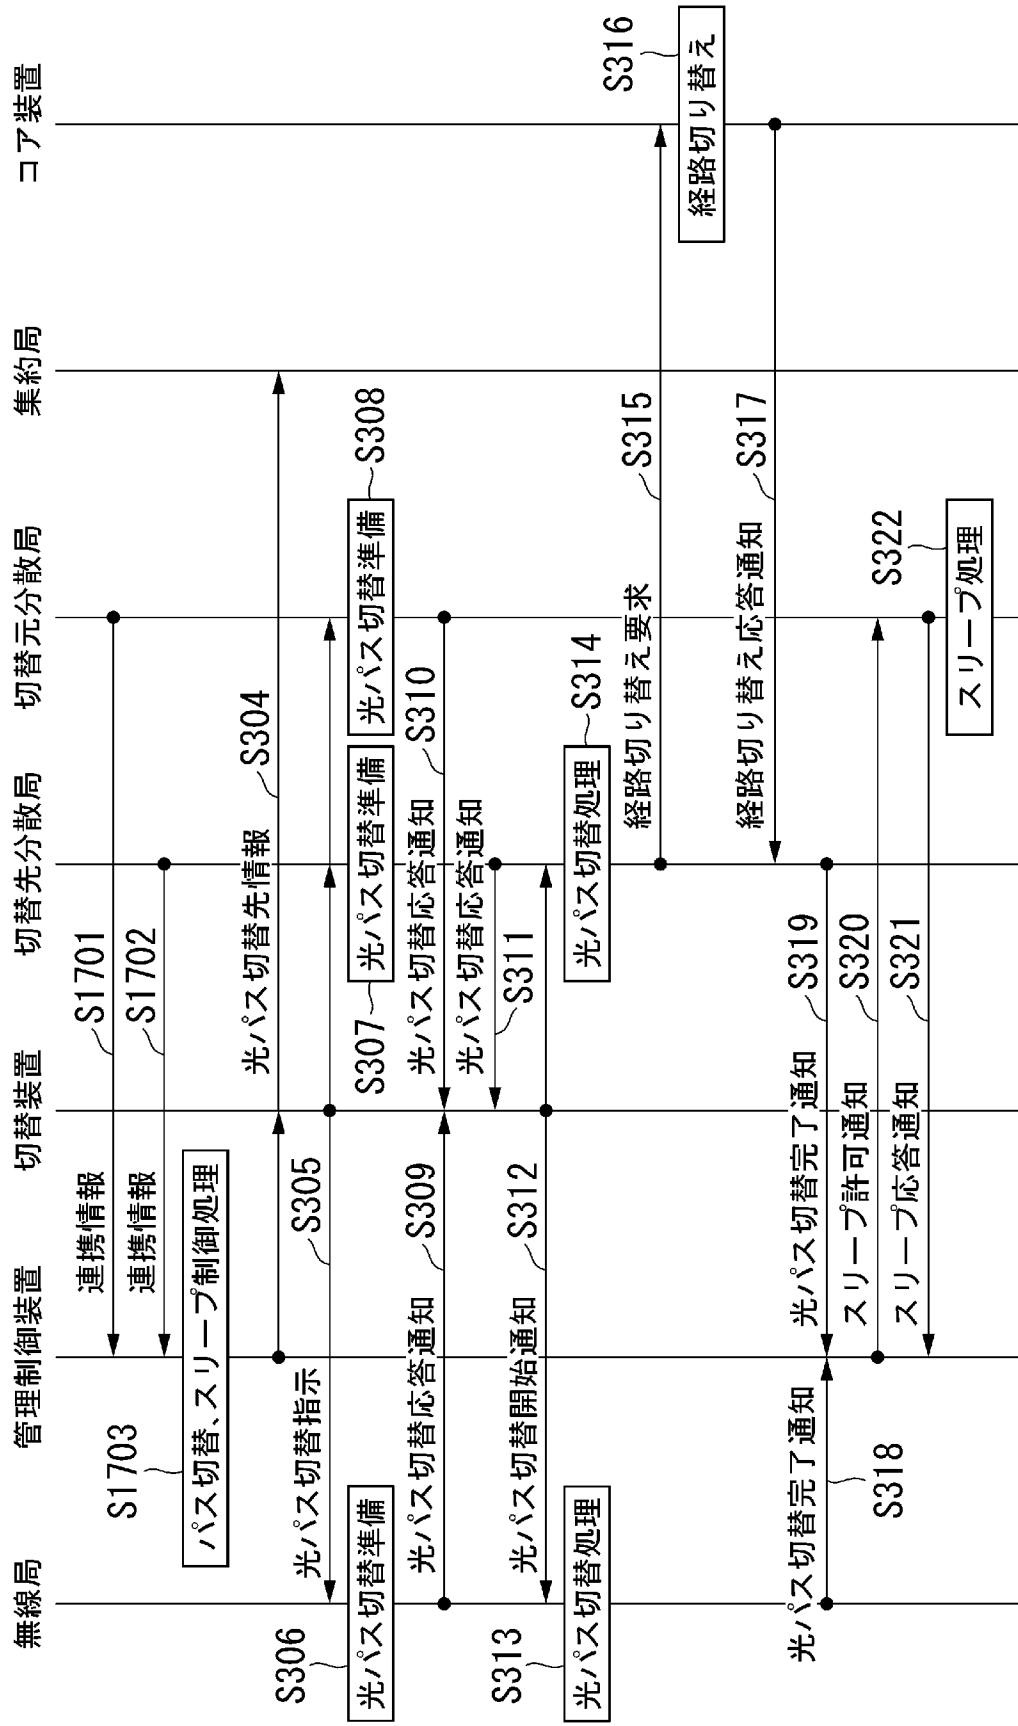 無線局
管理制御装置
切替装置
切替先分散局
切替元分散局
集約局
コア装置
連携情報
S1701
連携情報
S1702
S1703
パス切替、スリープ制御処理
光パス切替先情報
S304
光パス切替指示
S305
S306
光パス切替準備
S307
光パス切替準備
光パス切替準備
S308
光パス切替応答通知
S309
光パス切替応答通知
S310
光パス切替応答通知
S311
光パス切替開始通知
S312
S313
光パス切替処理
光パス切替処理
S314
経路切り替え要求
S315
S316
経路切り替え
経路切り替え応答通知
S317
光パス切替完了通知
S318
光パス切替完了通知
S319
スリープ許可通知
S320
スリープ応答通知
S321
S322
スリープ処理